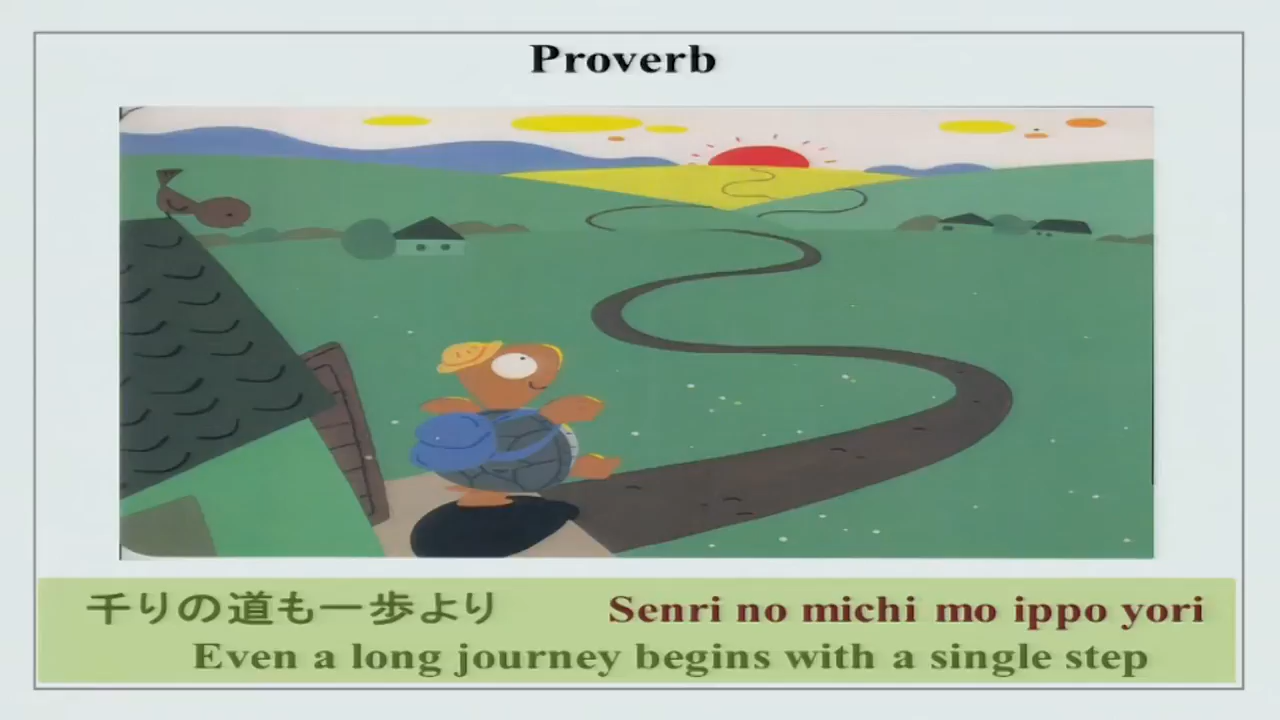 Proverb
千りの道も一歩より Senri no michi mo ippo yori
Even a long journey begins with a single step